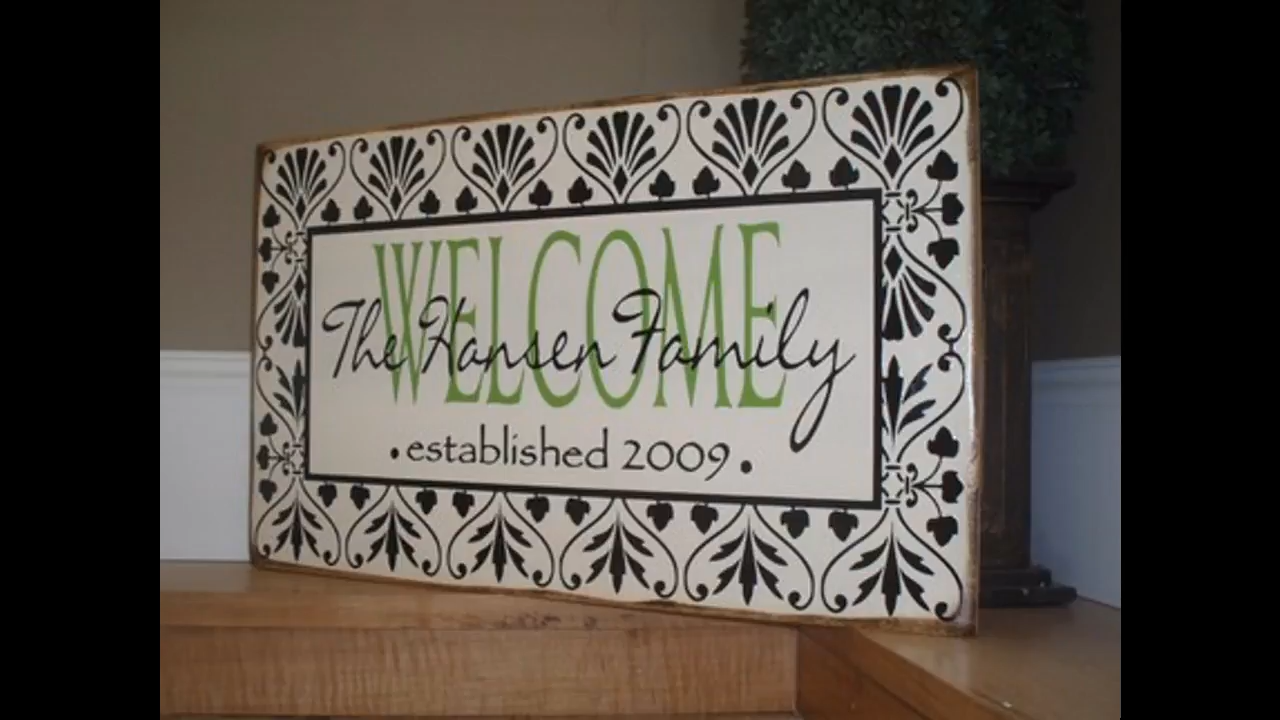 WELCOME
The Hansen Family
• established 2009 •